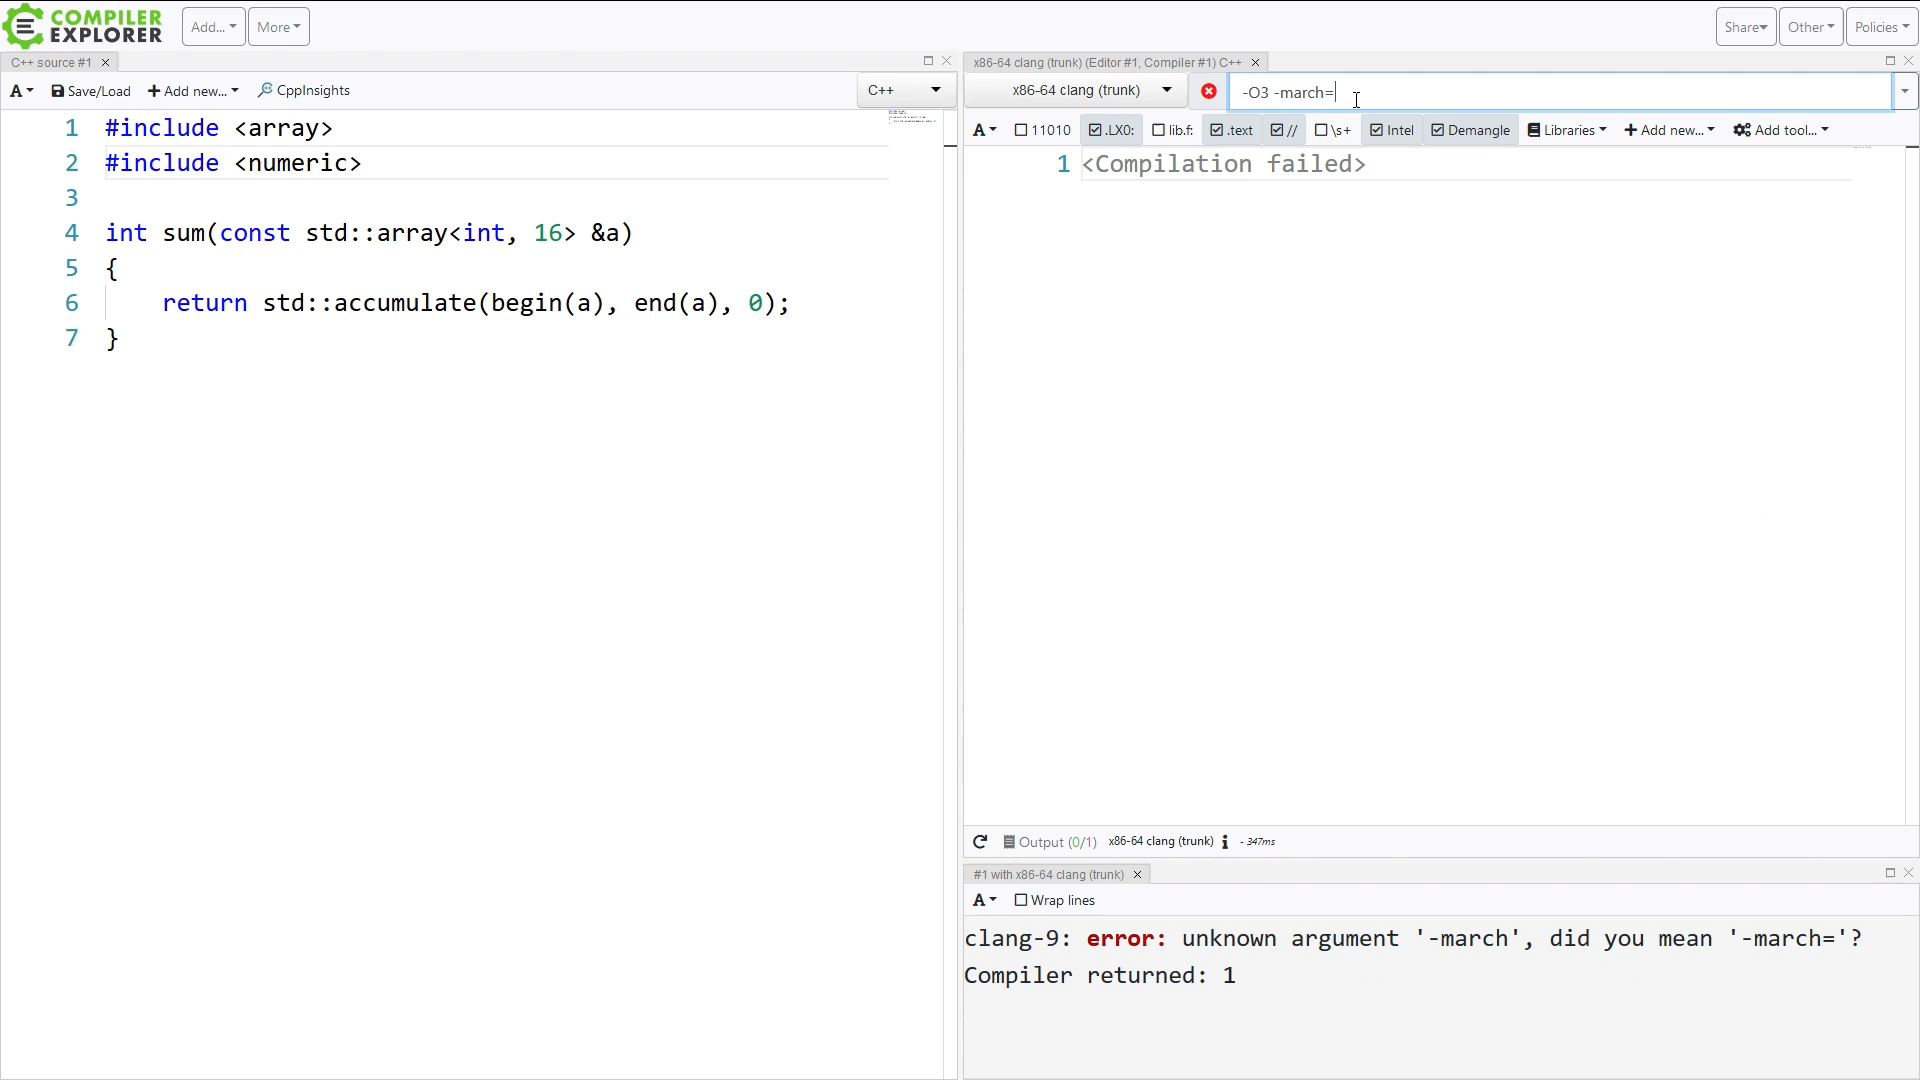 COMPILER
EXPLORER
Add...
More
Share
Other
Policies
C++ source #1
A
Save/Load
Add new...
CppInsights
C++
1 #include <array>
2 #include <numeric>
3
4 int sum(const std::array<int, 16> &a)
5 {
6 return std::accumulate(begin(a), end(a), 0);
7 }
x86-64 clang (trunk) (Editor #1, Compiler #1) C++
x86-64 clang (trunk)
-O3 -march=
A
11010
.LX0:
lib.f:
.text
//
\s+
Intel
Demangle
Libraries
Add new...
Add tool...
1 <Compilation failed>
Output (0/1) x86-64 clang (trunk) i - 347ms
#1 with x86-64 clang (trunk)
A
Wrap lines
clang-9: error: unknown argument '-march', did you mean '-march='?
Compiler returned: 1